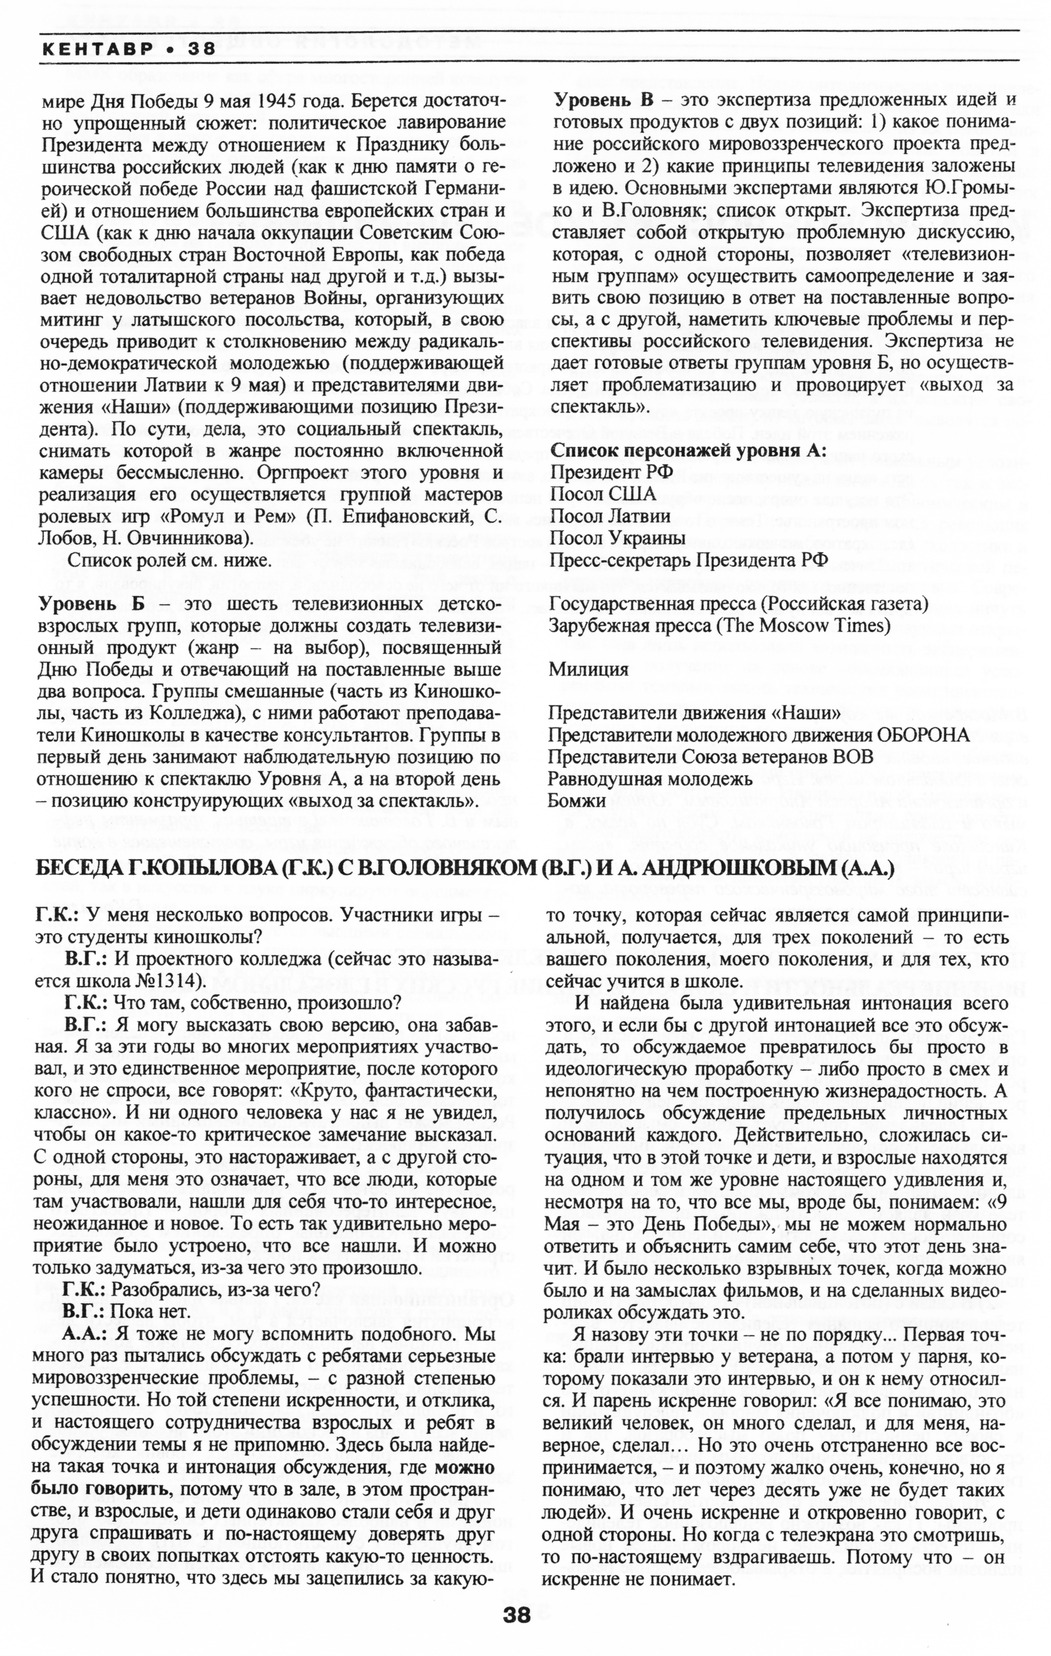 КЕНТАВР • 38
мире Дня Победы 9 мая 1945 года. Берется достаточ-
но упрощенный сюжет: политическое лавирование
Президента между отношением к Празднику боль-
шинства российских людей (как к дню памяти о ге-
роической победе России над фашистской Германи-
ей) и отношением большинства европейских стран и
США (как к дню начала оккупации Советским Сою-
зом свободных стран Восточной Европы, как победа
одной тоталитарной страны над другой и т.д.) вызы-
вает недовольство ветеранов Войны, организующих
митинг у латышского посольства, который, в свою
очередь приводит к столкновению между радикаль-
но-демократической молодежью (поддерживающей
отношении Латвии к 9 мая) и представителями дви-
жения «Наши» (поддерживающими позицию Прези-
дента). По сути, дела, это социальный спектакль,
снимать которой в жанре постоянно включенной
камеры бессмысленно. Оргпроект этого уровня и
реализация его осуществляется группой мастеров
ролевых игр «Ромул и Рем» (П. Епифановский, С.
Лобов, Н. Овчинникова).
Список ролей см. ниже.
Уровень Б – это шесть телевизионных детско-
взрослых групп, которые должны создать телевизи-
онный продукт (жанр – на выбор), посвященный
Дню Победы и отвечающий на поставленные выше
два вопроса. Группы смешанные (часть из Киношко-
лы, часть из Колледжа), с ними работают преподава-
тели Киношколы в качестве консультантов. Группы в
первый день занимают наблюдательную позицию по
отношению к спектаклю Уровня А, а на второй день
– позицию конструирующих «выход за спектакль».
Уровень В – это экспертиза предложенных идей и
готовых продуктов с двух позиций: 1) какое понима-
ние российского мировоззренческого проекта пред-
ложено и 2) какие принципы телевидения заложены
в идею. Основными экспертами являются Ю.Громы-
ко и В.Головняк; список открыт. Экспертиза пред-
ставляет собой открытую проблемную дискуссию,
которая, с одной стороны, позволяет «телевизион-
ным группам» осуществить самоопределение и зая-
вить свою позицию в ответ на поставленные вопро-
сы, а с другой, наметить ключевые проблемы и пер-
спективы российского телевидения. Экспертиза не
дает готовые ответы группам уровня Б, но осуществ-
ляет проблематизацию и провоцирует «выход за
спектакль».
Список персонажей уровня А:
Президент РФ
Посол США
Посол Латвии
Посол Украины
Пресс-секретарь Президента РФ
Государственная пресса (Российская газета)
Зарубежная пресса (The Moscow Times)
Милиция
Представители движения «Наши»
Представители молодежного движения ОБОРОНА
Представители Союза ветеранов ВОВ
Равнодушная молодежь
Бомжи
БЕСЕДА Г.КОПЫЛОВА (Г.К.) С В.ГОЛОВНЯКОМ (В.Г.) И А. АНДРЮШКОВЫМ (А.А.)
Г.К.: У меня несколько вопросов. Участники игры –
это студенты киношколы?
В.Г.: И проектного колледжа (сейчас это называ-
ется школа №1314).
Г.К.: Что там, собственно, произошло?
В.Г.: Я могу высказать свою версию, она забав-
ная. Я за эти годы во многих мероприятиях участво-
вал, и это единственное мероприятие, после которого
кого не спроси, все говорят: «Круто, фантастически,
классно». И ни одного человека у нас я не увидел,
чтобы он какое-то критическое замечание высказал.
С одной стороны, это настораживает, а с другой сто-
роны, для меня это означает, что все люди, которые
там участвовали, нашли для себя что-то интересное,
неожиданное и новое. То есть так удивительно меро-
приятие было устроено, что все нашли. И можно
только задуматься, из-за чего это произошло.
Г.К.: Разобрались, из-за чего?
В.Г.: Пока нет.
А.А.: Я тоже не могу вспомнить подобного. Мы
много раз пытались обсуждать с ребятами серьезные
мировоззренческие проблемы, – с разной степенью
успешности. Но той степени искренности, и отклика,
и настоящего сотрудничества взрослых и ребят в
обсуждении темы я не припомню. Здесь была найде-
на такая точка и интонация обсуждения, где можно
было говорить, потому что в зале, в этом простран-
стве, и взрослые, и дети одинаково стали себя и друг
друга спрашивать и по-настоящему доверять друг
другу в своих попытках отстоять какую-то ценность.
И стало понятно, что здесь мы зацепились за какую-
то точку, которая сейчас является самой принципи-
альной, получается, для трех поколений – то есть
вашего поколения, моего поколения, и для тех, кто
сейчас учится в школе.
И найдена была удивительная интонация всего
этого, и если бы с другой интонацией все это обсуж-
дать, то обсуждаемое превратилось бы просто в
идеологическую проработку – либо просто в смех и
непонятно на чем построенную жизнерадостность. А
получилось обсуждение предельных личностных
оснований каждого. Действительно, сложилась си-
туация, что в этой точке и дети, и взрослые находятся
на одном и том же уровне настоящего удивления и,
несмотря на то, что все мы, вроде бы, понимаем: «9
Мая – это День Победы», мы не можем нормально
ответить и объяснить самим себе, что этот день зна-
чит. И было несколько взрывных точек, когда можно
было и на замыслах фильмов, и на сделанных видео-
роликах обсуждать это.
Я назову эти точки – не по порядку... Первая точ-
ка: брали интервью у ветерана, а потом у парня, ко-
торому показали это интервью, и он к нему относил-
ся. И парень искренне говорил: «Я все понимаю, это
великий человек, он много сделал, и для меня, на-
верное, сделал... Но это очень отстраненно все вос-
принимается, – и поэтому жалко очень, конечно, но я
понимаю, что лет через десять уже не будет таких
людей». И очень искренне и откровенно говорит, с
одной стороны. Но когда с телеэкрана это смотришь,
то по-настоящему вздрагиваешь. Потому что – он
искренне не понимает.
38